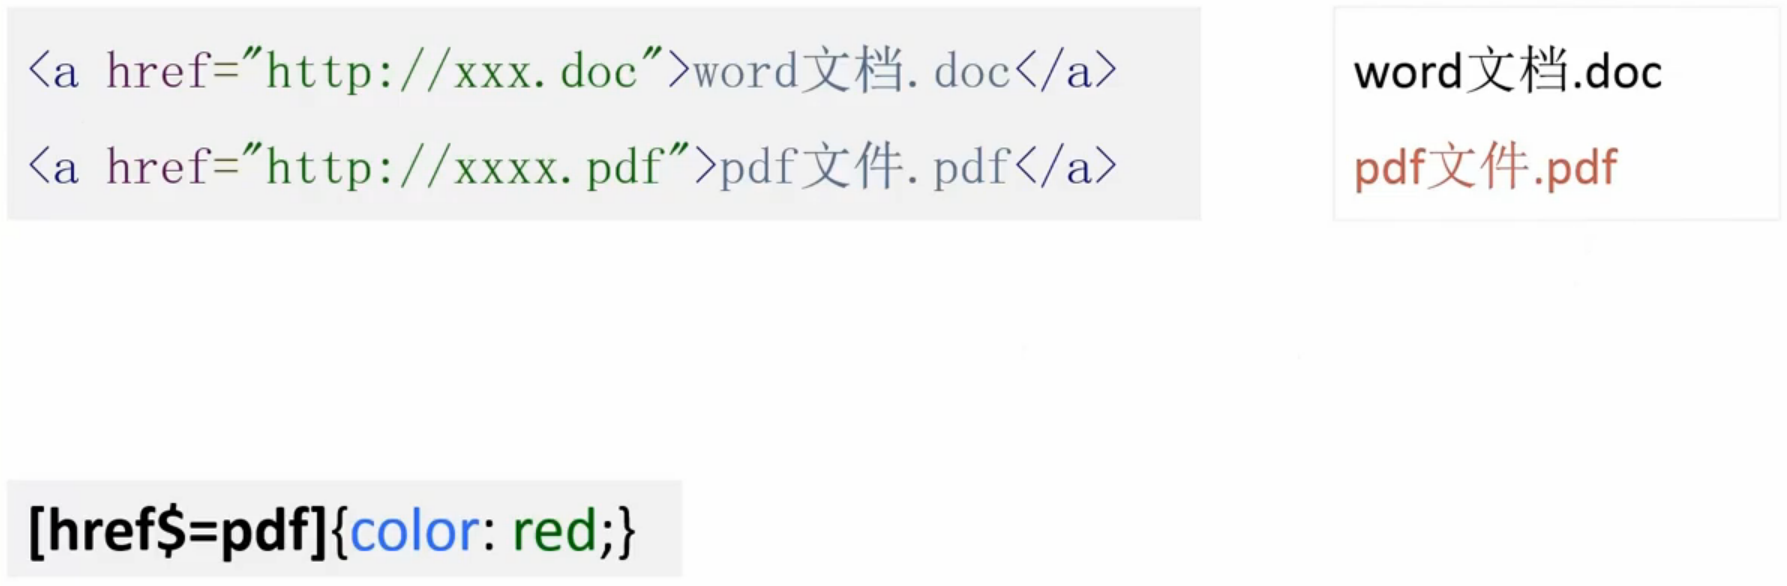 <a href="http://xxx.doc">word文档.doc</a>
<a href="http://xxxx.pdf">pdf文件.pdf</a>
word文档.doc
pdf文件.pdf
[href$=pdf]{color: red;}